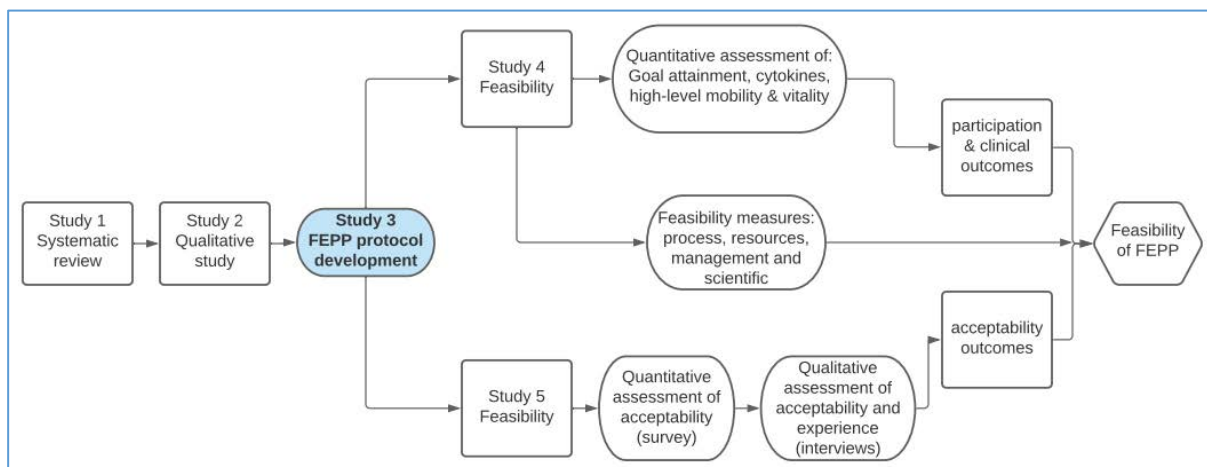 Study 1
Systematic
review
Study 2
Qualitative
study
Study 3
FEPP protocol
development
Study 4
Feasibility
Quantitative assessment of:
Goal attainment, cytokines,
high-level mobility & vitality
participation
& clinical
outcomes
Feasibility measures:
process, resources,
management and
scientific
Feasibility
of FEPP
Study 5
Feasibility
Quantitative
assessment of
acceptability
(survey)
Qualitative
assessment of
acceptability and
experience
(interviews)
acceptability
outcomes